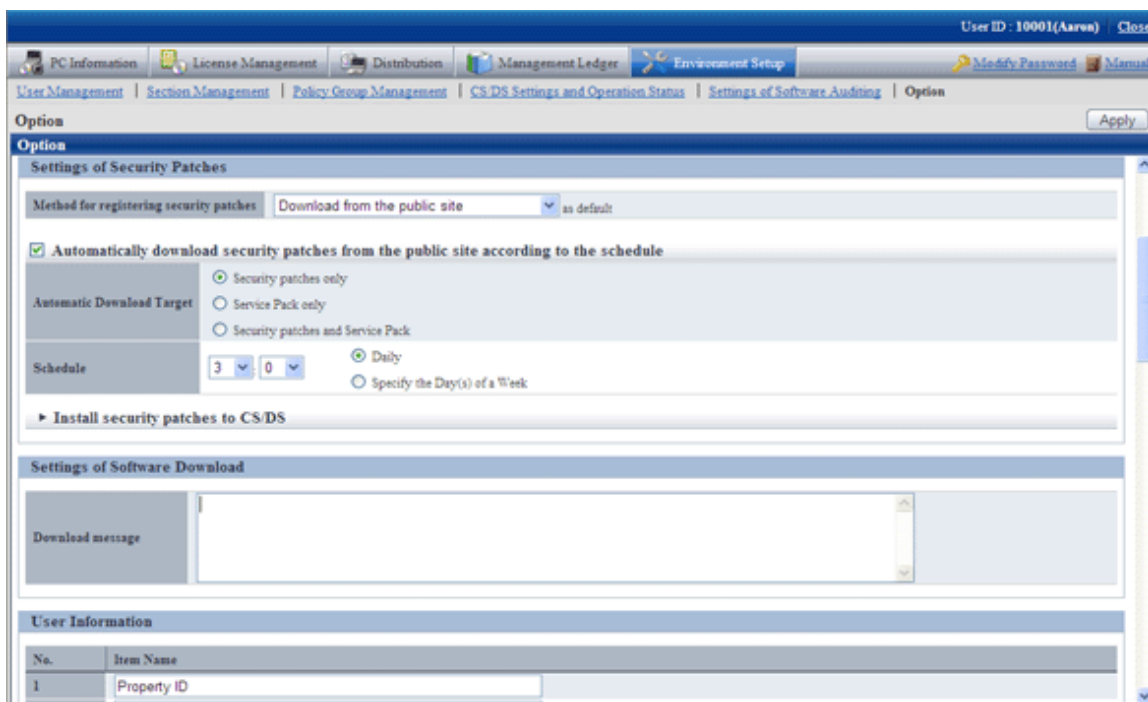 User ID : 10001(Aaron) Close
PC Information License Management Distribution Management Ledger Environment Setup Modify Password Manual
User Management | Section Management | Policy Group Management | CS/DS Settings and Operation Status | Settings of Software Auditing | Option
Option Apply
Option
Settings of Security Patches
Method for registering security patches Download from the public site as default
Automatically download security patches from the public site according to the schedule
Automatic Download Target
Security patches only
Service Pack only
Security patches and Service Pack
Schedule 3 : 0
Daily
Specify the Day(s) of a Week
Install security patches to CS/DS
Settings of Software Download
Download message
User Information
No. Item Name
1 Property ID